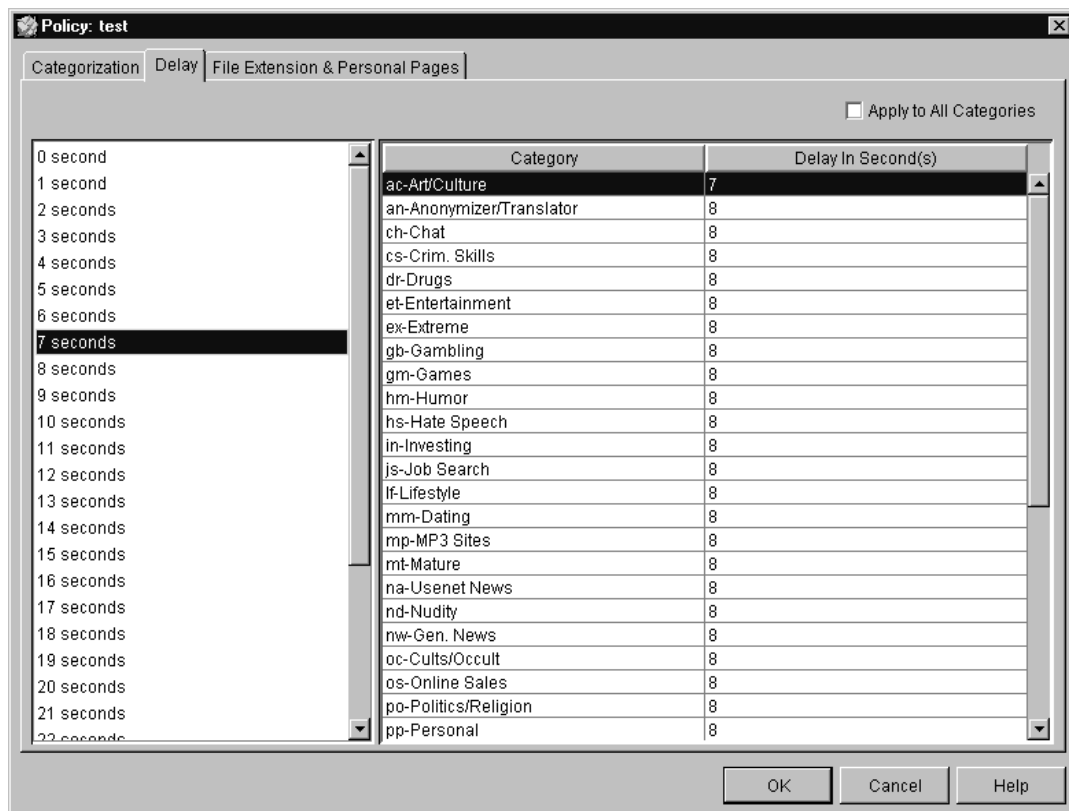 Policy: test
Categorization Delay File Extension & Personal Pages
Apply to All Categories
0 second
1 second
2 seconds
3 seconds
4 seconds
5 seconds
6 seconds
7 seconds
8 seconds
9 seconds
10 seconds
11 seconds
12 seconds
13 seconds
14 seconds
15 seconds
16 seconds
17 seconds
18 seconds
19 seconds
20 seconds
21 seconds
22 seconds
Category Delay In Second(s)
ac-Art/Culture 7
an-Anonymizer/Translator 8
ch-Chat 8
cs-Crim. Skills 8
dr-Drugs 8
et-Entertainment 8
ex-Extreme 8
gb-Gambling 8
gm-Games 8
hm-Humor 8
hs-Hate Speech 8
in-Investing 8
js-Job Search 8
lf-Lifestyle 8
mm-Dating 8
mp-MP3 Sites 8
mt-Mature 8
na-Usenet News 8
nd-Nudity 8
nw-Gen. News 8
oc-Cults/Occult 8
os-Online Sales 8
po-Politics/Religion 8
pp-Personal 8
OK Cancel Help